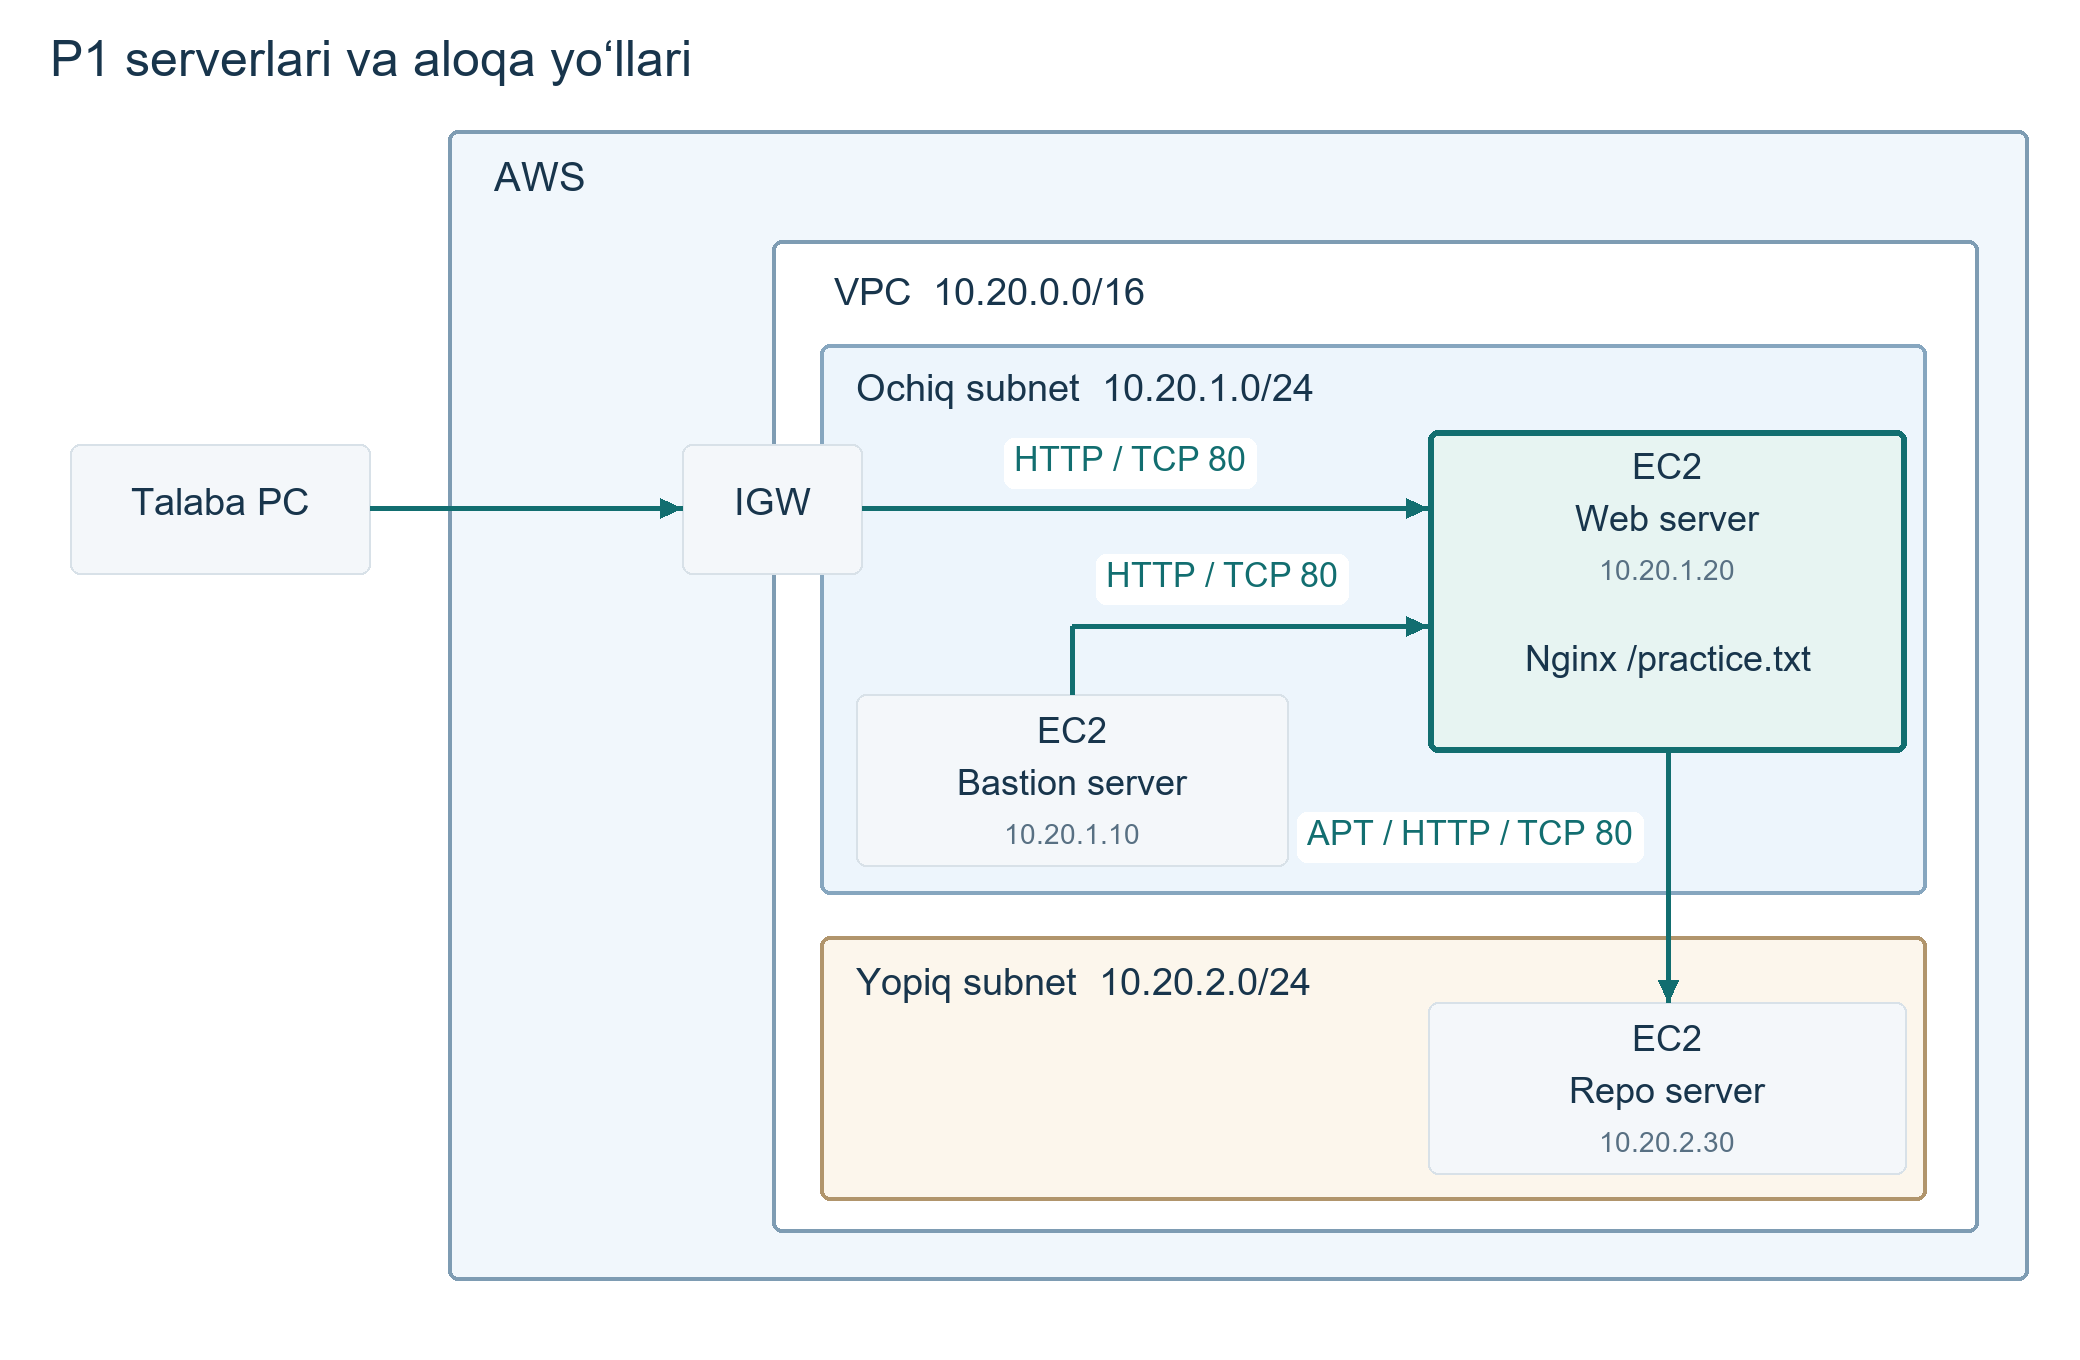 P1 serverlari va aloqa yo‘llari
AWS
VPC  10.20.0.0/16
Ochiq subnet  10.20.1.0/24
Talaba PC
IGW
HTTP / TCP 80
EC2
Web server
10.20.1.20
Nginx /practice.txt
HTTP / TCP 80
EC2
Bastion server
10.20.1.10
APT / HTTP / TCP 80
Yopiq subnet  10.20.2.0/24
EC2
Repo server
10.20.2.30